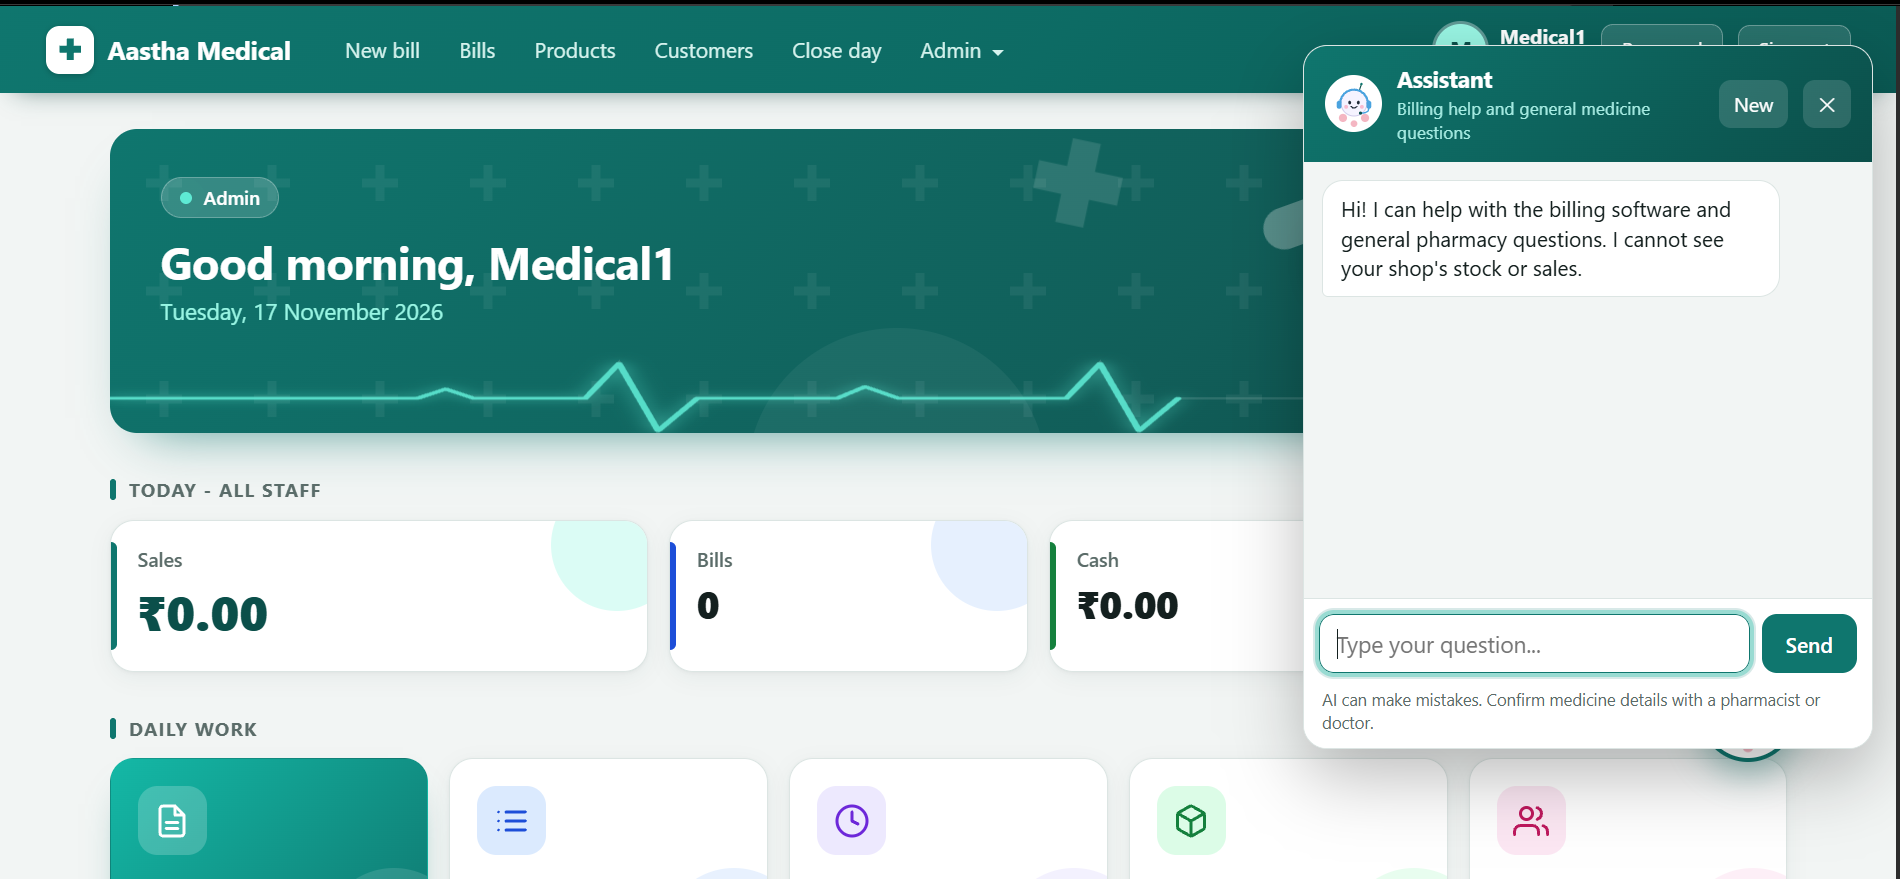 Aastha Medical
New bill
Bills
Products
Customers
Close day
Admin
Medical1
Admin
Good morning, Medical1
Tuesday, 17 November 2026
TODAY - ALL STAFF
Sales
₹0.00
Bills
0
Cash
₹0.00
DAILY WORK
Assistant
Billing help and general medicine
questions
New
Hi! I can help with the billing software and
general pharmacy questions. I cannot see
your shop's stock or sales.
Type your question...
Send
AI can make mistakes. Confirm medicine details with a pharmacist or
doctor.